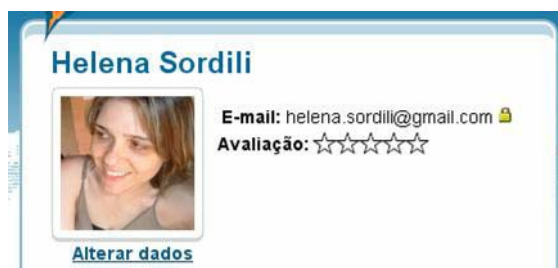 Helena Sordili
E-mail: helena.sordili@gmail.com
Avaliação:
Alterar dados